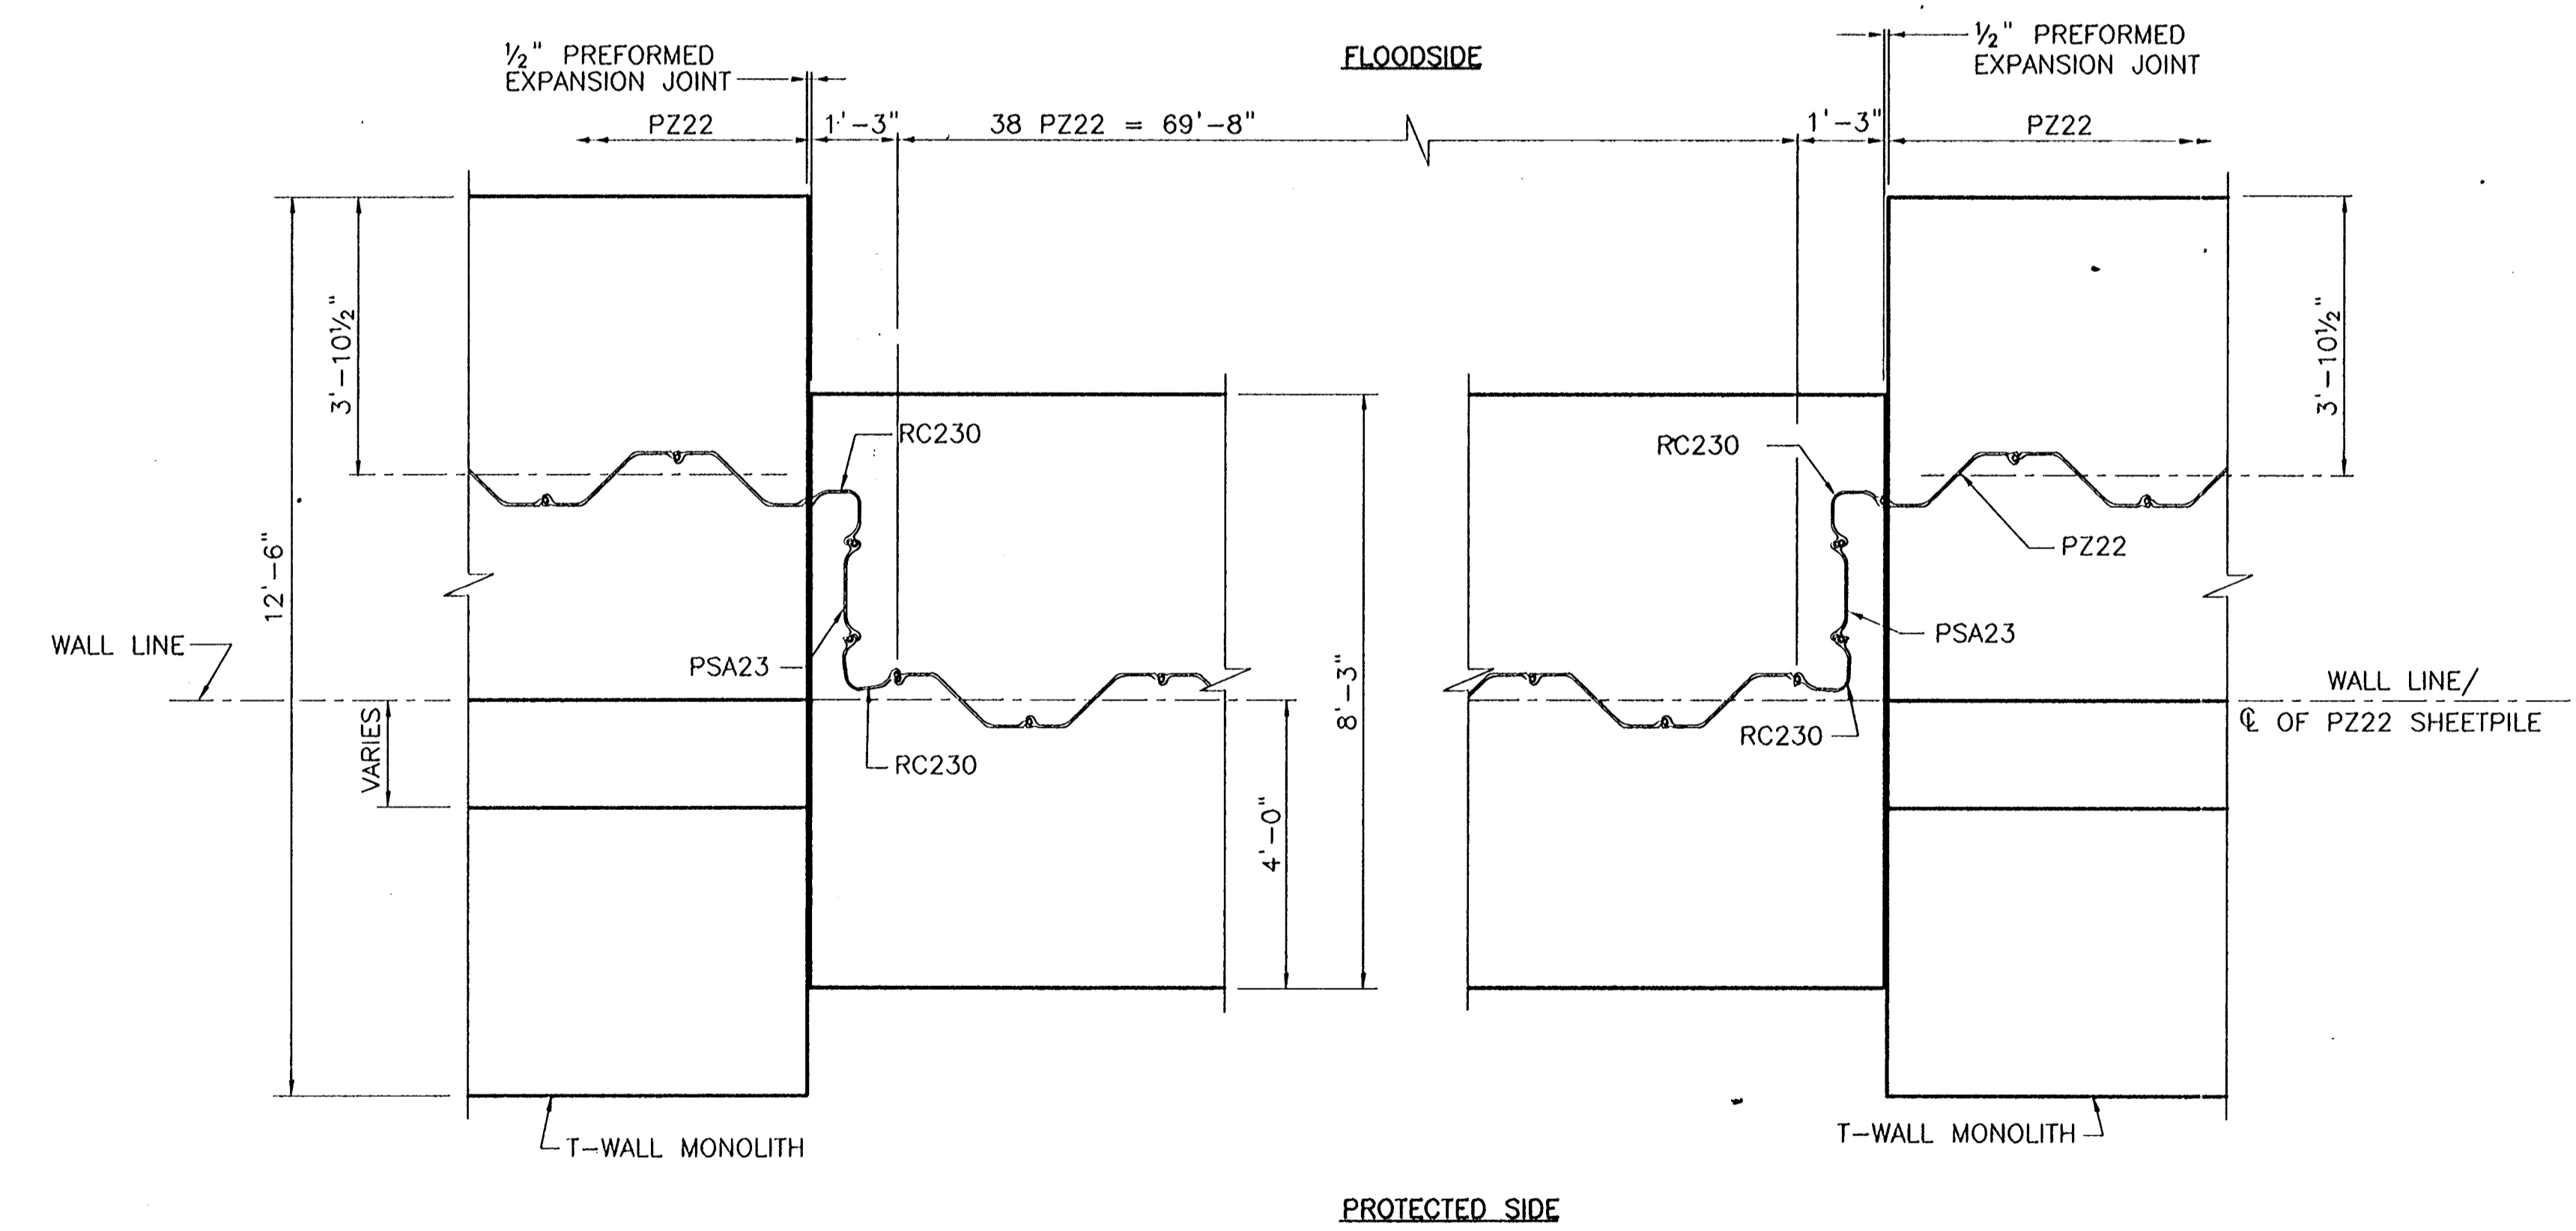 ½" PREFORMED
EXPANSION JOINT
FLOODSIDE
½" PREFORMED
EXPANSION JOINT
PZ22
1'-3"
38 PZ22 = 69'-8"
1'-3"
PZ22
3'-10½"
3'-10½"
RC230
RC230
12'-6"
PZ22
WALL LINE
PSA23
PSA23
8'-3"
WALL LINE/
℄ OF PZ22 SHEETPILE
VARIES
RC230
RC230
4'-0"
T-WALL MONOLITH
T-WALL MONOLITH
PROTECTED SIDE